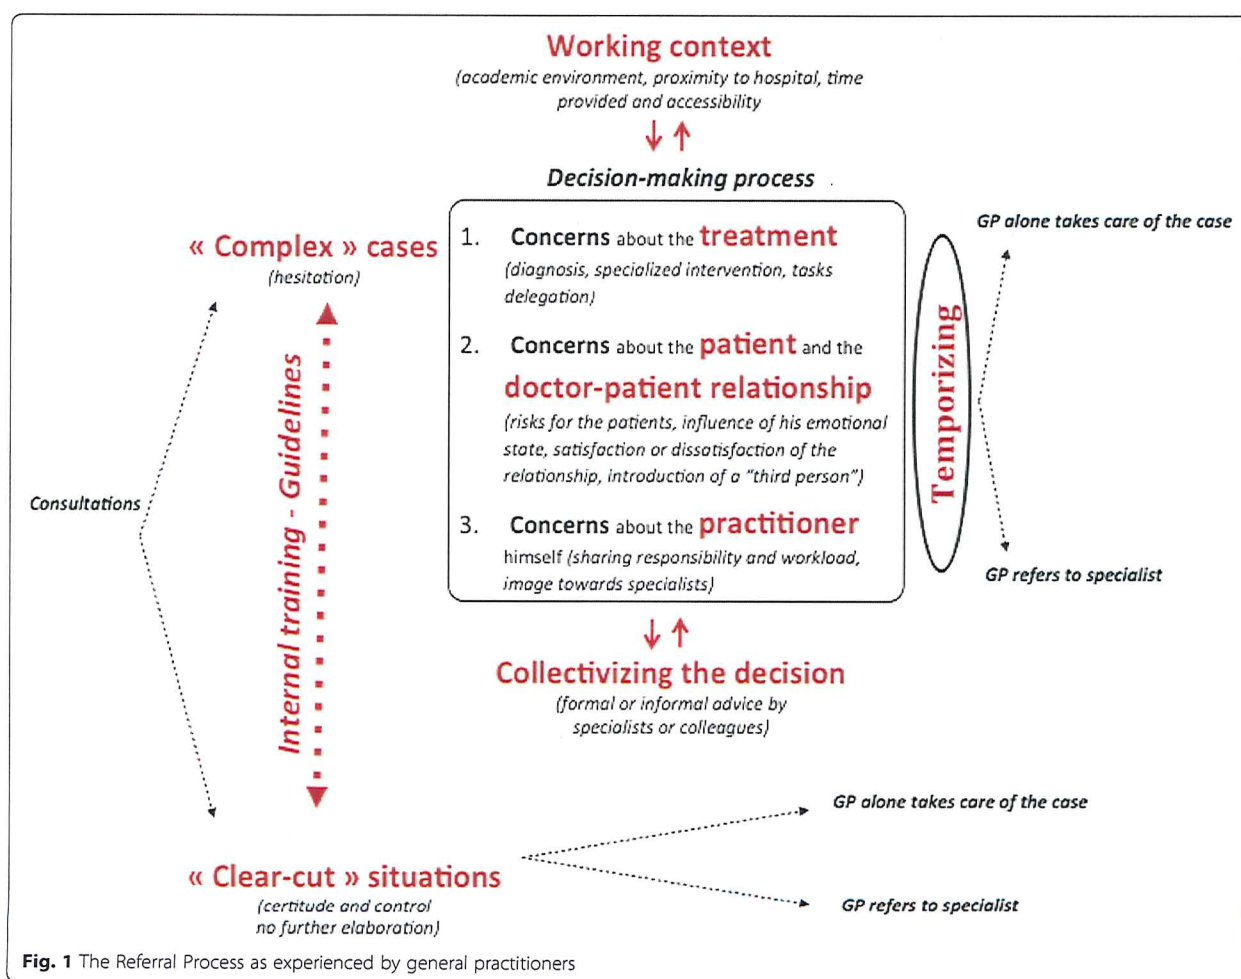 Working context
(academic environment, proximity to hospital, time
provided and accessibility
Decision-making process
« Complex » cases
(hesitation)
1. Concerns about the treatment
(diagnosis, specialized intervention, tasks
delegation)
2. Concerns about the patient and the
doctor-patient relationship
(risks for the patients, influence of his emotional
state, satisfaction or dissatisfaction of the
relationship, introduction of a "third person")
3. Concerns about the practitioner
himself (sharing responsibility and workload,
image towards specialists)
Temporizing
GP alone takes care of the case
GP refers to specialist
Consultations
Internal training - Guidelines
Collectivizing the decision
(formal or informal advice by
specialists or colleagues)
« Clear-cut » situations
(certitude and control
no further elaboration)
GP alone takes care of the case
GP refers to specialist
Fig. 1 The Referral Process as experienced by general practitioners